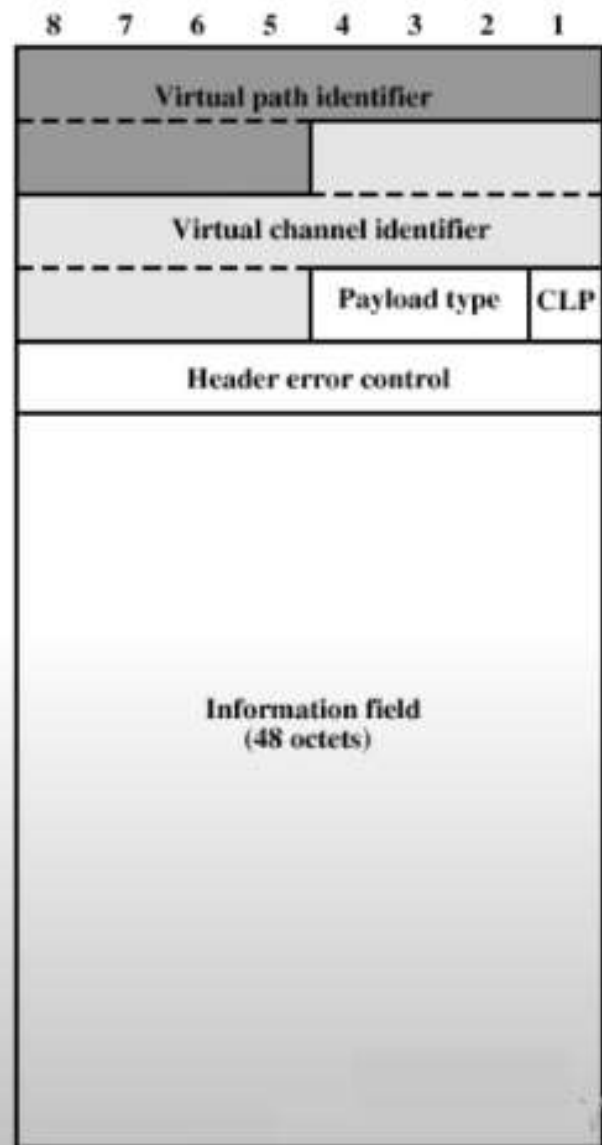 8 7 6 5 4 3 2 1
Virtual path identifier
Virtual channel identifier
Payload type CLP
Header error control
Information field
(48 octets)